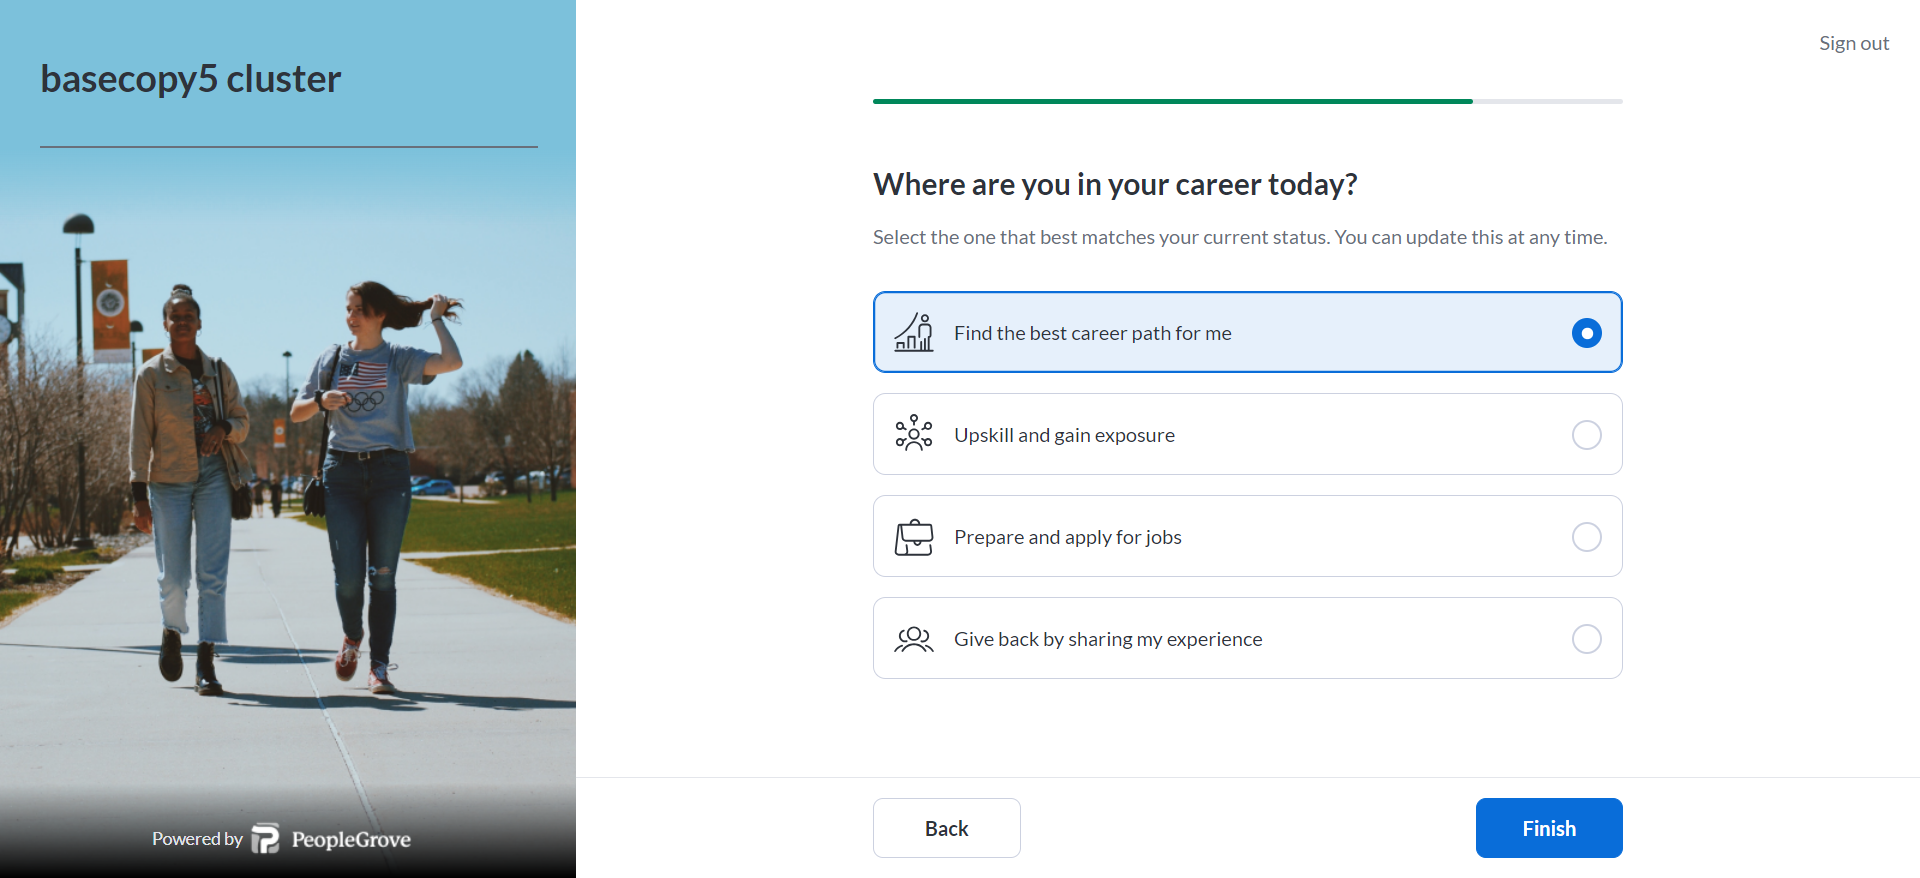 basecopy5 cluster
Sign out
Where are you in your career today?
Select the one that best matches your current status. You can update this at any time.
Find the best career path for me
Upskill and gain exposure
Prepare and apply for jobs
Give back by sharing my experience
Powered by PeopleGrove
Back
Finish